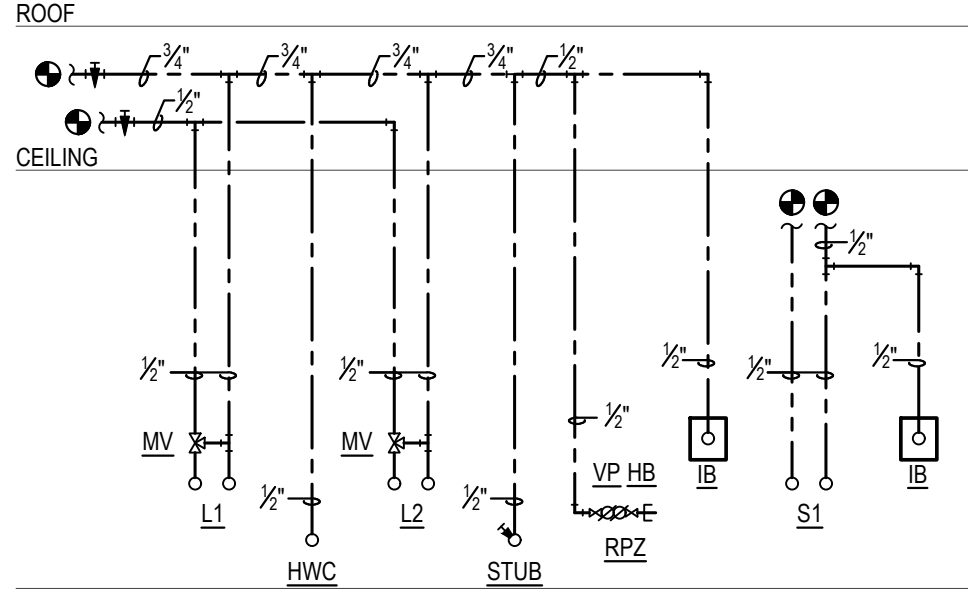 ROOF
3/4" 3/4" 3/4" 3/4" 1/2"
1/2"
CEILING
1/2"
1/2" 1/2" 1/2" 1/2" 1/2"
1/2"
MV MV VP HB IB IB
1/2" 1/2"
L1 L2 S1
RPZ
HWC STUB